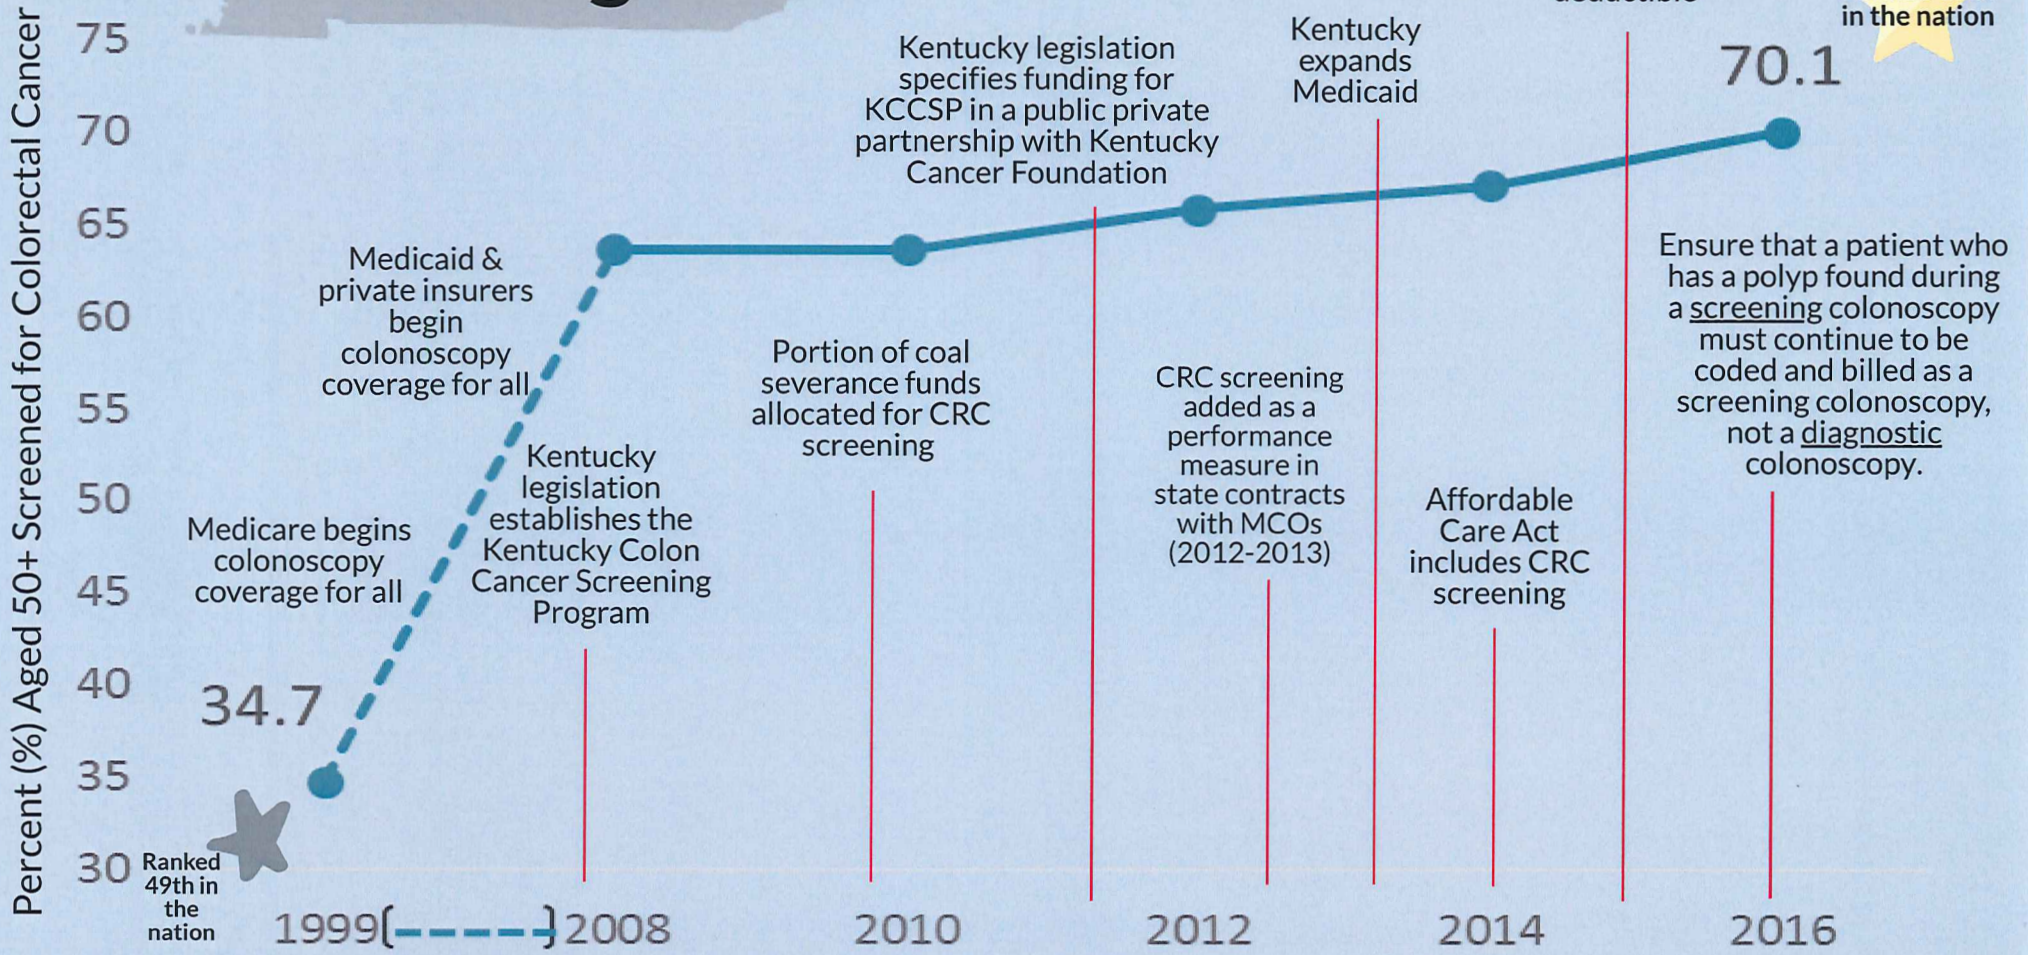 Percent (%) Aged 50+ Screened for Colorectal Cancer
75
70
65
60
55
50
45
40
35
30
in the nation
70.1
Kentucky legislation
specifies funding for
KCCSP in a public private
partnership with Kentucky
Cancer Foundation
Kentucky
expands
Medicaid
Medicaid &
private insurers
begin
colonoscopy
coverage for all
Portion of coal
severance funds
allocated for CRC
screening
CRC screening
added as a
performance
measure in
state contracts
with MCOs
(2012-2013)
Ensure that a patient who
has a polyp found during
a screening colonoscopy
must continue to be
coded and billed as a
screening colonoscopy,
not a diagnostic
colonoscopy.
Kentucky
legislation
establishes the
Kentucky Colon
Cancer Screening
Program
Affordable
Care Act
includes CRC
screening
Medicare begins
colonoscopy
coverage for all
34.7
Ranked
49th in
the
nation
1999 2008 2010 2012 2014 2016